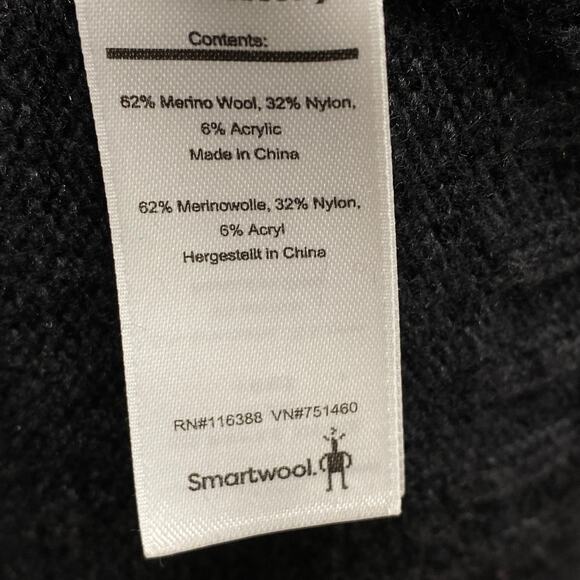 Contents:
62% Merino Wool, 32% Nylon,
6% Acrylic
Made in China
62% Merinowolle, 32% Nylon,
6% Acryl
Hergestellt in China
RN#116388 VN#751460
Smartwool.